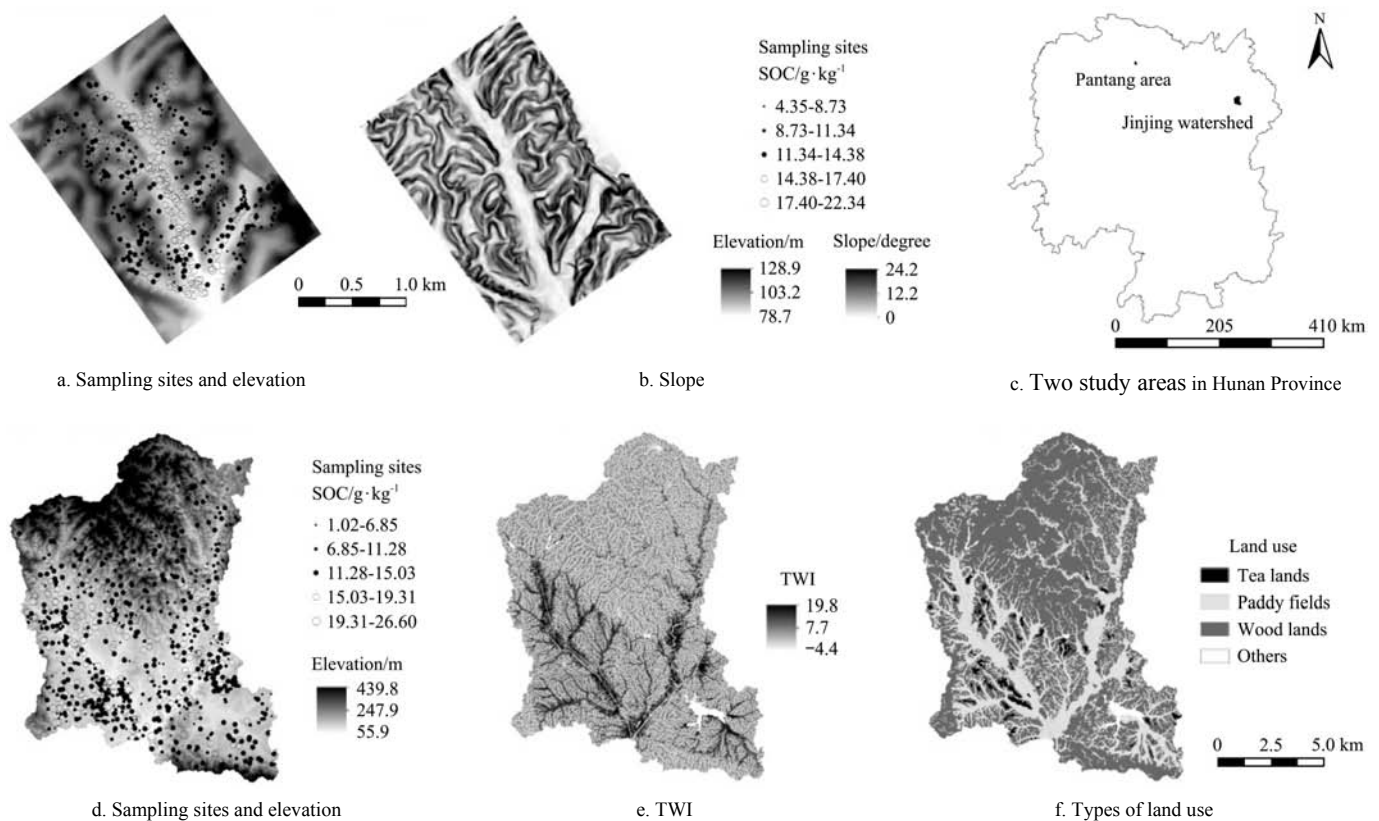 Sampling sites
SOC/g·kg⁻¹
4.35-8.73
8.73-11.34
11.34-14.38
14.38-17.40
17.40-22.34
Elevation/m
128.9
103.2
78.7
Slope/degree
24.2
12.2
0
0 0.5 1.0 km
N
Pantang area
Jinjing watershed
0 205 410 km
a. Sampling sites and elevation
b. Slope
c. Two study areas in Hunan Province
Sampling sites
SOC/g·kg⁻¹
1.02-6.85
6.85-11.28
11.28-15.03
15.03-19.31
19.31-26.60
Elevation/m
439.8
247.9
55.9
TWI
19.8
7.7
−4.4
Land use
Tea lands
Paddy fields
Wood lands
Others
0 2.5 5.0 km
d. Sampling sites and elevation
e. TWI
f. Types of land use